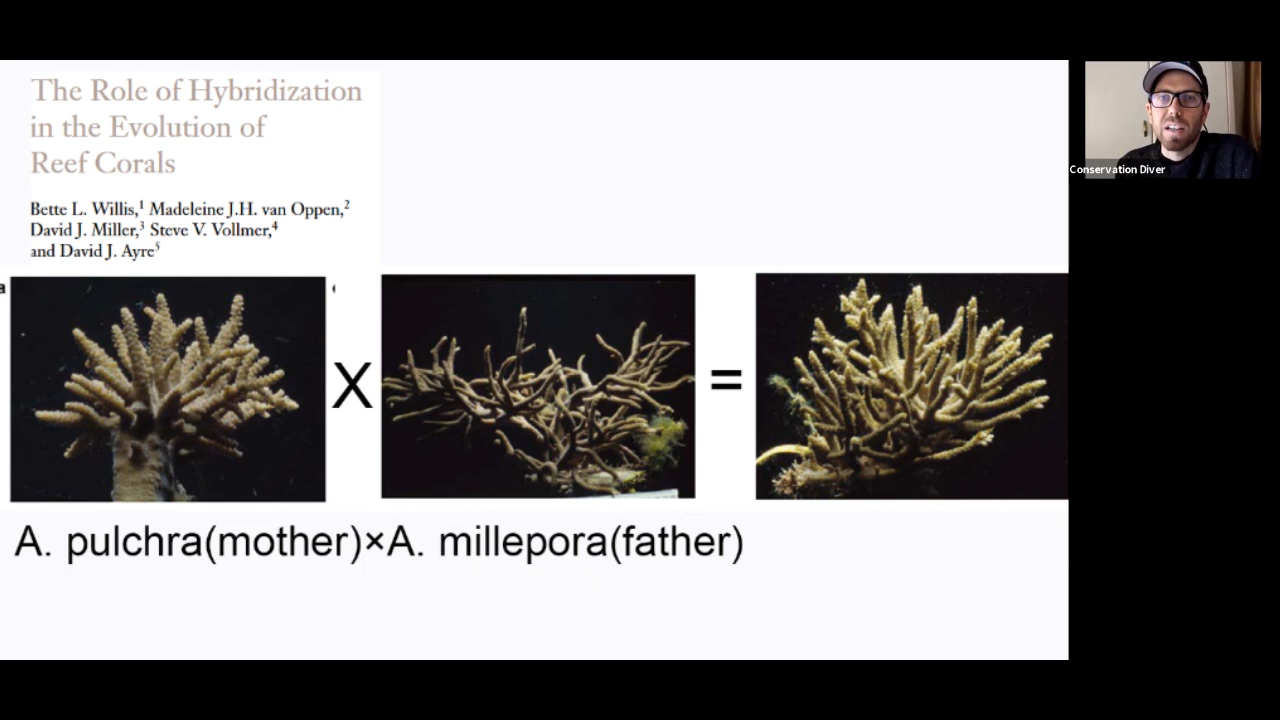 The Role of Hybridization
in the Evolution of
Reef Corals
Bette L. Willis,¹ Madeleine J.H. van Oppen,²
David J. Miller,³ Steve V. Vollmer,⁴
and David J. Ayre⁵
a
X
=
A. pulchra(mother)×A. millepora(father)
Conservation Diver